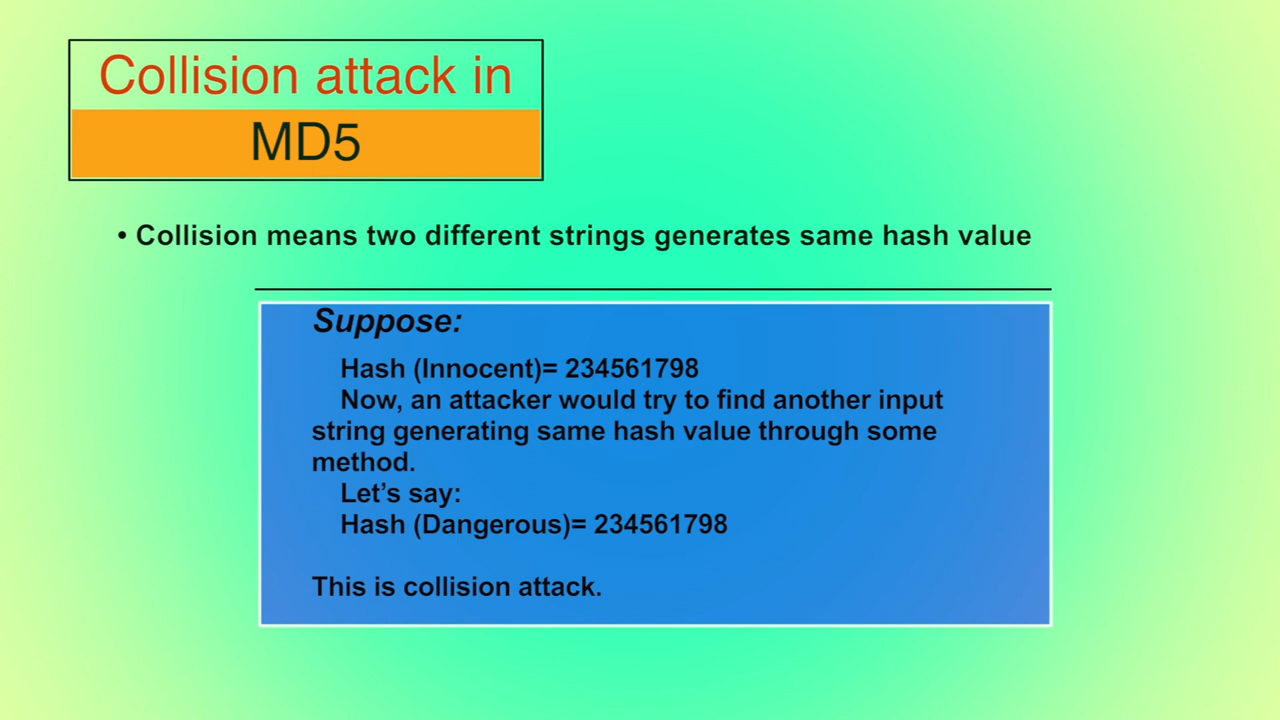 Collision attack in
MD5
• Collision means two different strings generates same hash value
Suppose:
Hash (Innocent)= 234561798
Now, an attacker would try to find another input
string generating same hash value through some
method.
Let’s say:
Hash (Dangerous)= 234561798
This is collision attack.